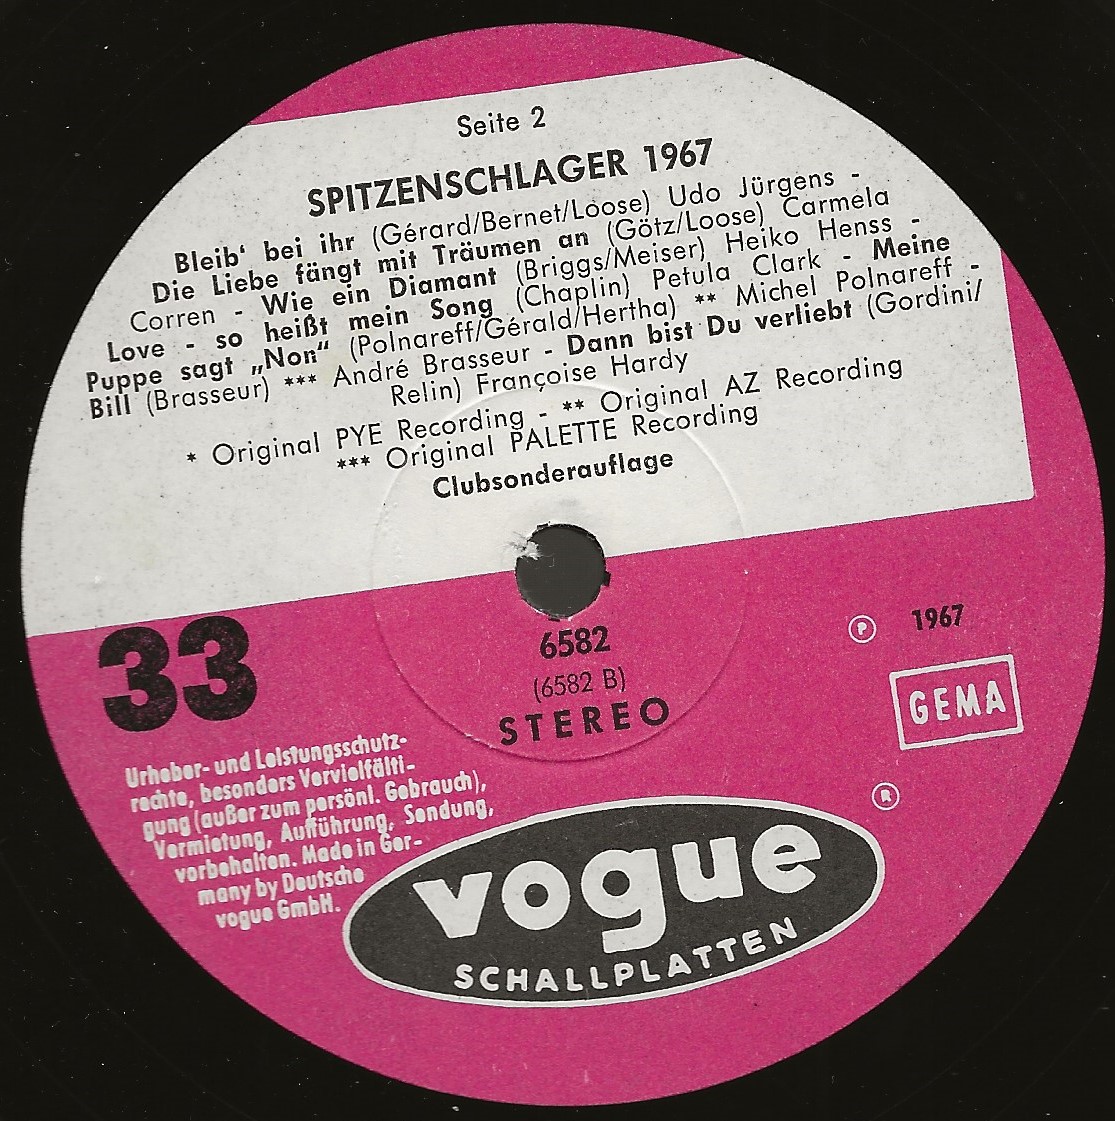 Seite 2
SPITZENSCHLAGER 1967
Bleib' bei ihr (Gérard/Bernet/Loose) Udo Jürgens -
Die Liebe fängt mit Träumen an (Götz/Loose) Carmela
Corren - Wie ein Diamant (Briggs/Meiser) Heiko Henss -
Love - so heißt mein Song (Chaplin) Petula Clark - Meine
Puppe sagt „Non“ (Polnareff/Gérald/Hertha) ** Michel Polnareff -
Bill (Brasseur) *** André Brasseur - Dann bist Du verliebt (Gordini/
Relin) Françoise Hardy
* Original PYE Recording - ** Original AZ Recording
*** Original PALETTE Recording
Clubsonderauflage
33
6582
(6582 B)
STEREO
Ⓟ 1967
GEMA
Urheber- und Leistungsschutz-
rechte, besonders Vervielfälti-
gung (außer zum persönl. Gebrauch),
Vermietung, Aufführung, Sendung,
vorbehalten. Made in Ger-
many by Deutsche
vogue GmbH.
®
vogue
SCHALLPLATTEN